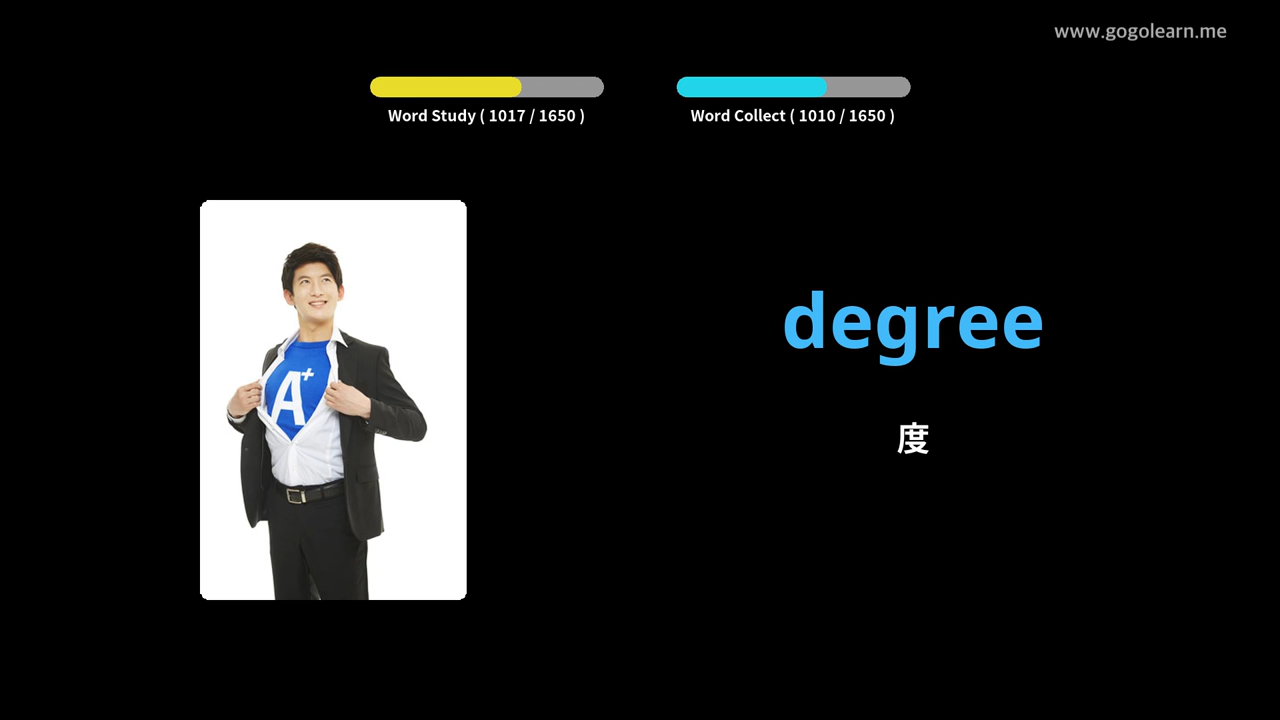 www.gogolearn.me
Word Study ( 1017 / 1650 )
Word Collect ( 1010 / 1650 )
A+
degree
度